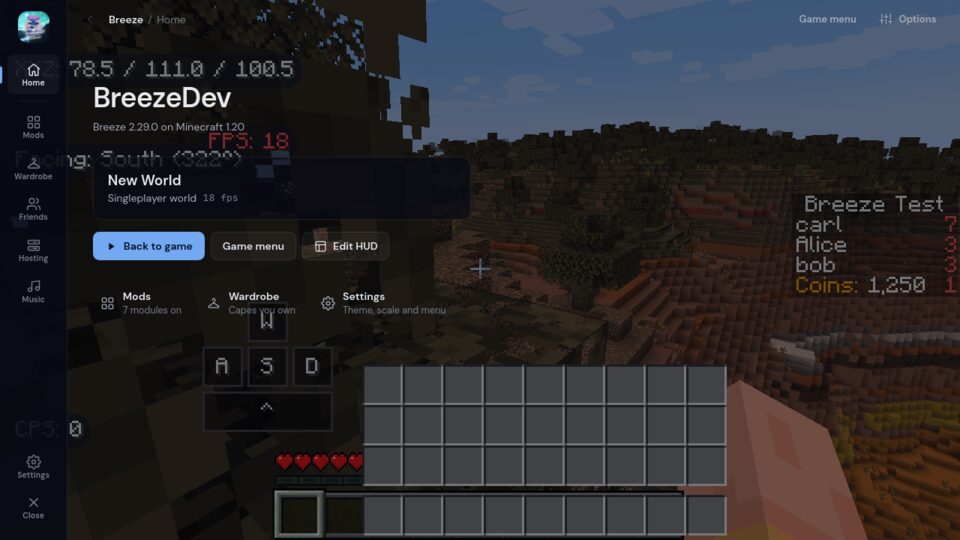 Breeze / Home
Game menu
Options
XYZ: 78.5 / 111.0 / 100.5
Home
BreezeDev
Breeze 2.29.0 on Minecraft 1.20
FPS: 18
Mods
Facing: South (322°)
Wardrobe
New World
Singleplayer world 18 fps
Friends
Hosting
Music
Back to game
Game menu
Edit HUD
Mods
7 modules on
Wardrobe
Capes you own
Settings
Theme, scale and menu
Breeze Test
carl 7
Alice 3
bob 3
Coins: 1,250 1
W
A S D
^
CPS: 0
Settings
Close